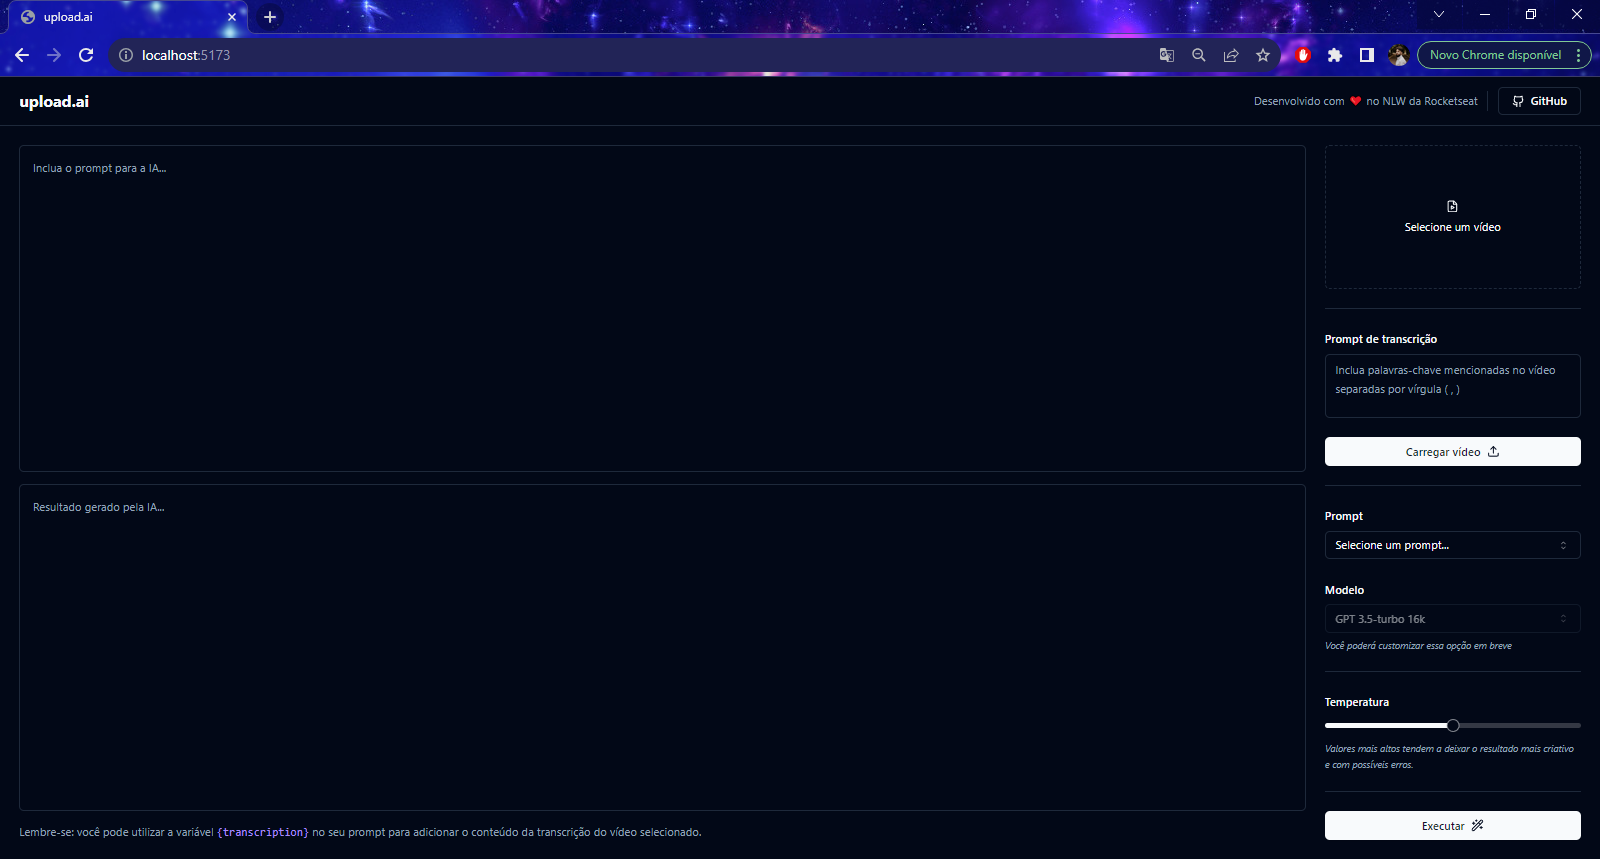 upload.ai
localhost:5173
Novo Chrome disponível
upload.ai
Desenvolvido com ❤ no NLW da Rocketseat
GitHub
Inclua o prompt para a IA...
Resultado gerado pela IA...
Lembre-se: você pode utilizar a variável {transcription} no seu prompt para adicionar o conteúdo da transcrição do vídeo selecionado.
Selecione um vídeo
Prompt de transcrição
Inclua palavras-chave mencionadas no vídeo
separadas por vírgula ( , )
Carregar vídeo
Prompt
Selecione um prompt...
Modelo
GPT 3.5-turbo 16k
Você poderá customizar essa opção em breve
Temperatura
Valores mais altos tendem a deixar o resultado mais criativo
e com possíveis erros.
Executar